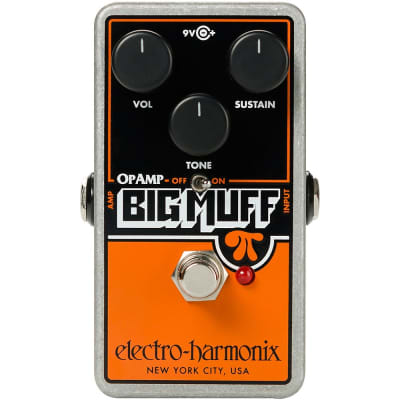 9V
VOL
SUSTAIN
TONE
OPAMP
OFF
ON
AMP
BIG MUFF
π
INPUT
electro-harmonix
NEW YORK CITY, USA